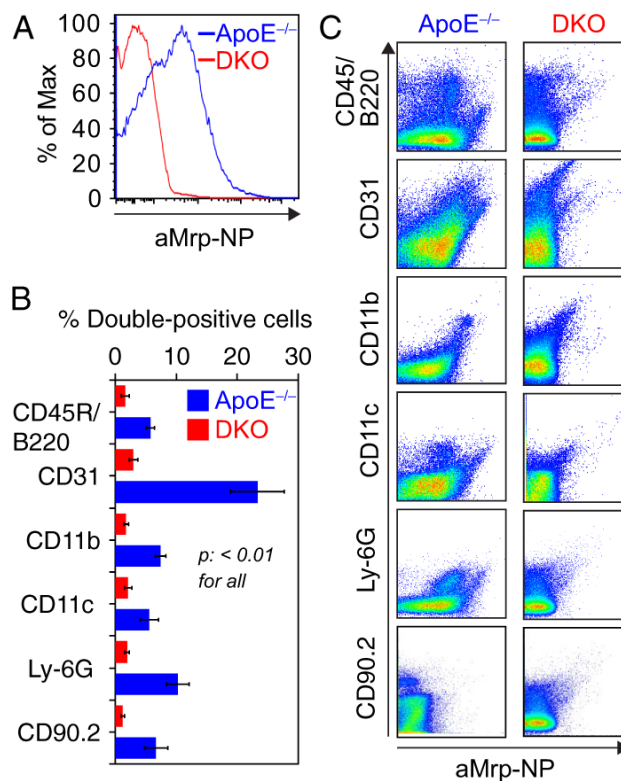 A
% of Max
100
80
60
40
20
0
ApoE⁻/⁻
DKO
aMrp-NP
B
% Double-positive cells
0 10 20 30
CD45R/
B220
CD31
CD11b
CD11c
Ly-6G
CD90.2
ApoE⁻/⁻
DKO
p: < 0.01
for all
C
ApoE⁻/⁻ DKO
CD45/
B220
CD31
CD11b
CD11c
Ly-6G
CD90.2
aMrp-NP